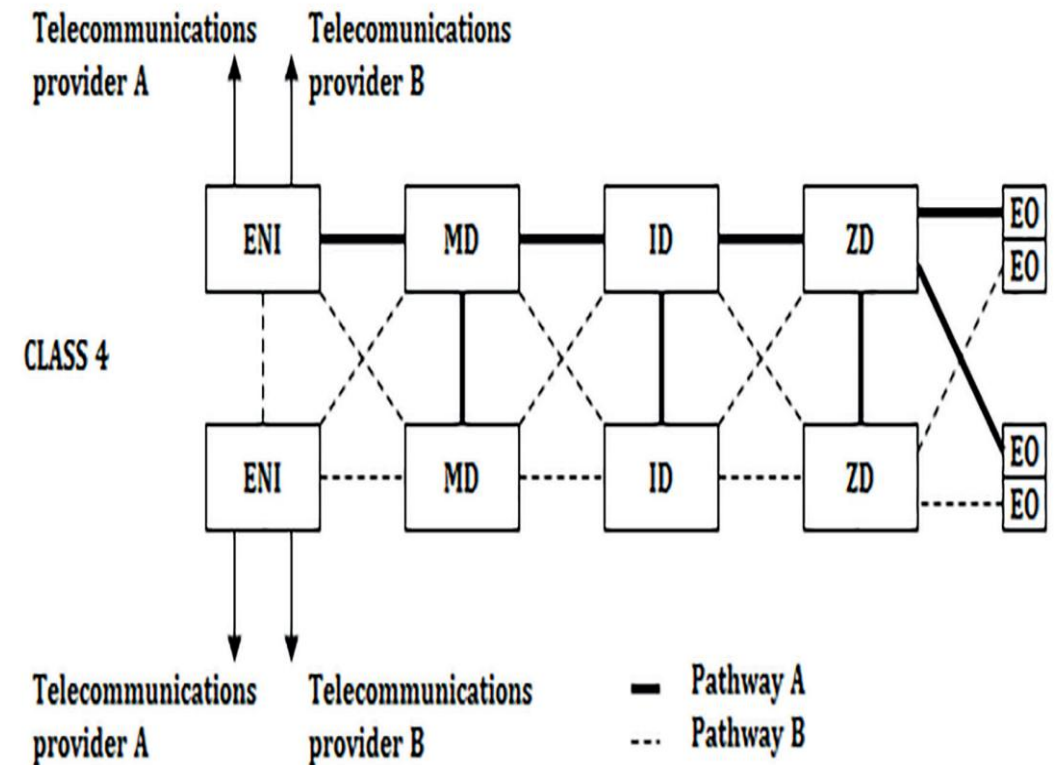 Telecommunications
provider A
Telecomunications
provider B
ENI
MD
ID
ZD
EO
EO
CLASS 4
ENI
MD
ID
ZD
EO
EO
Telecommunications
provider A
Telecommunications
provider B
Pathway A
Pathway B